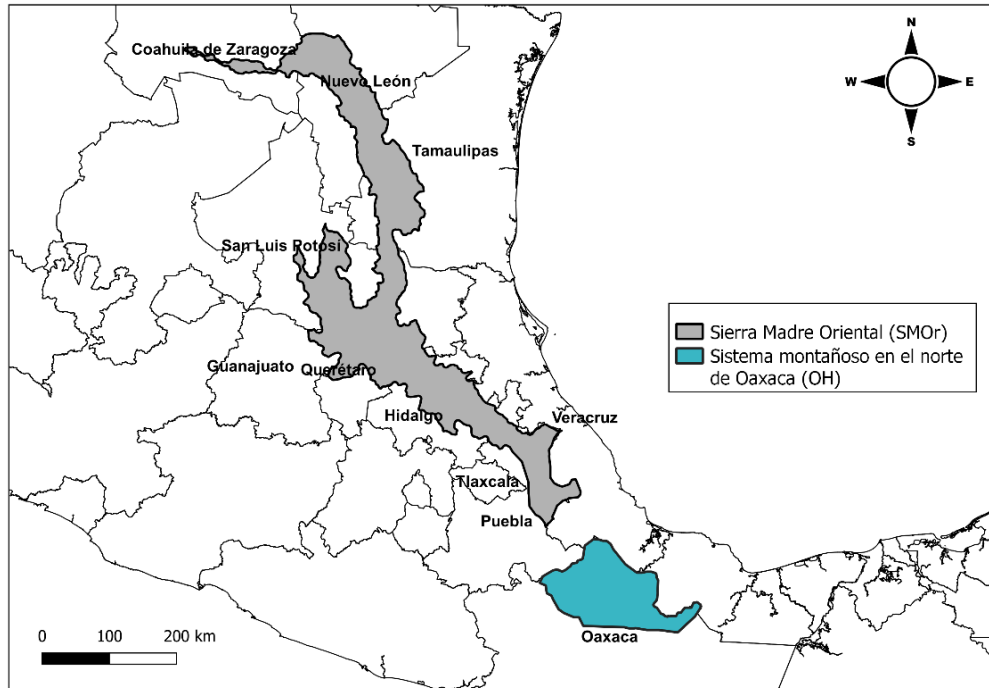 N
W E
S
Coahuila de Zaragoza
Nuevo León
Tamaulipas
San Luis Potosí
Sierra Madre Oriental (SMOr)
Sistema montañoso en el norte
de Oaxaca (OH)
Guanajuato Querétaro
Hidalgo
Veracruz
Tlaxcala
Puebla
Oaxaca
0 100 200 km